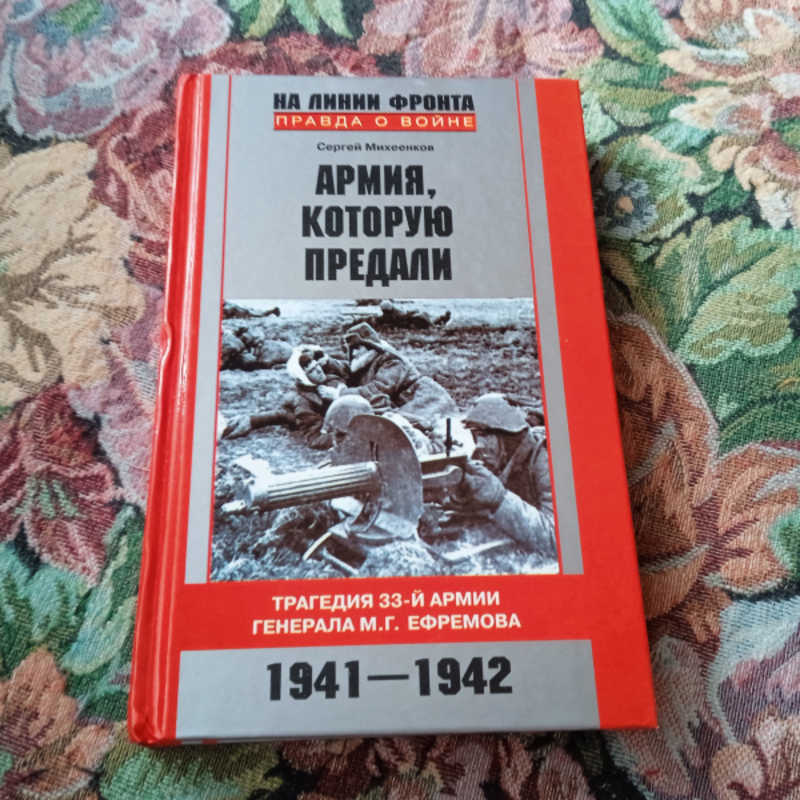 НА ЛИНИИ ФРОНТА
ПРАВДА О ВОЙНЕ
Сергей Михеенков
АРМИЯ,
КОТОРУЮ
ПРЕДАЛИ
ТРАГЕДИЯ 33-Й АРМИИ
ГЕНЕРАЛА М.Г. ЕФРЕМОВА
1941—1942